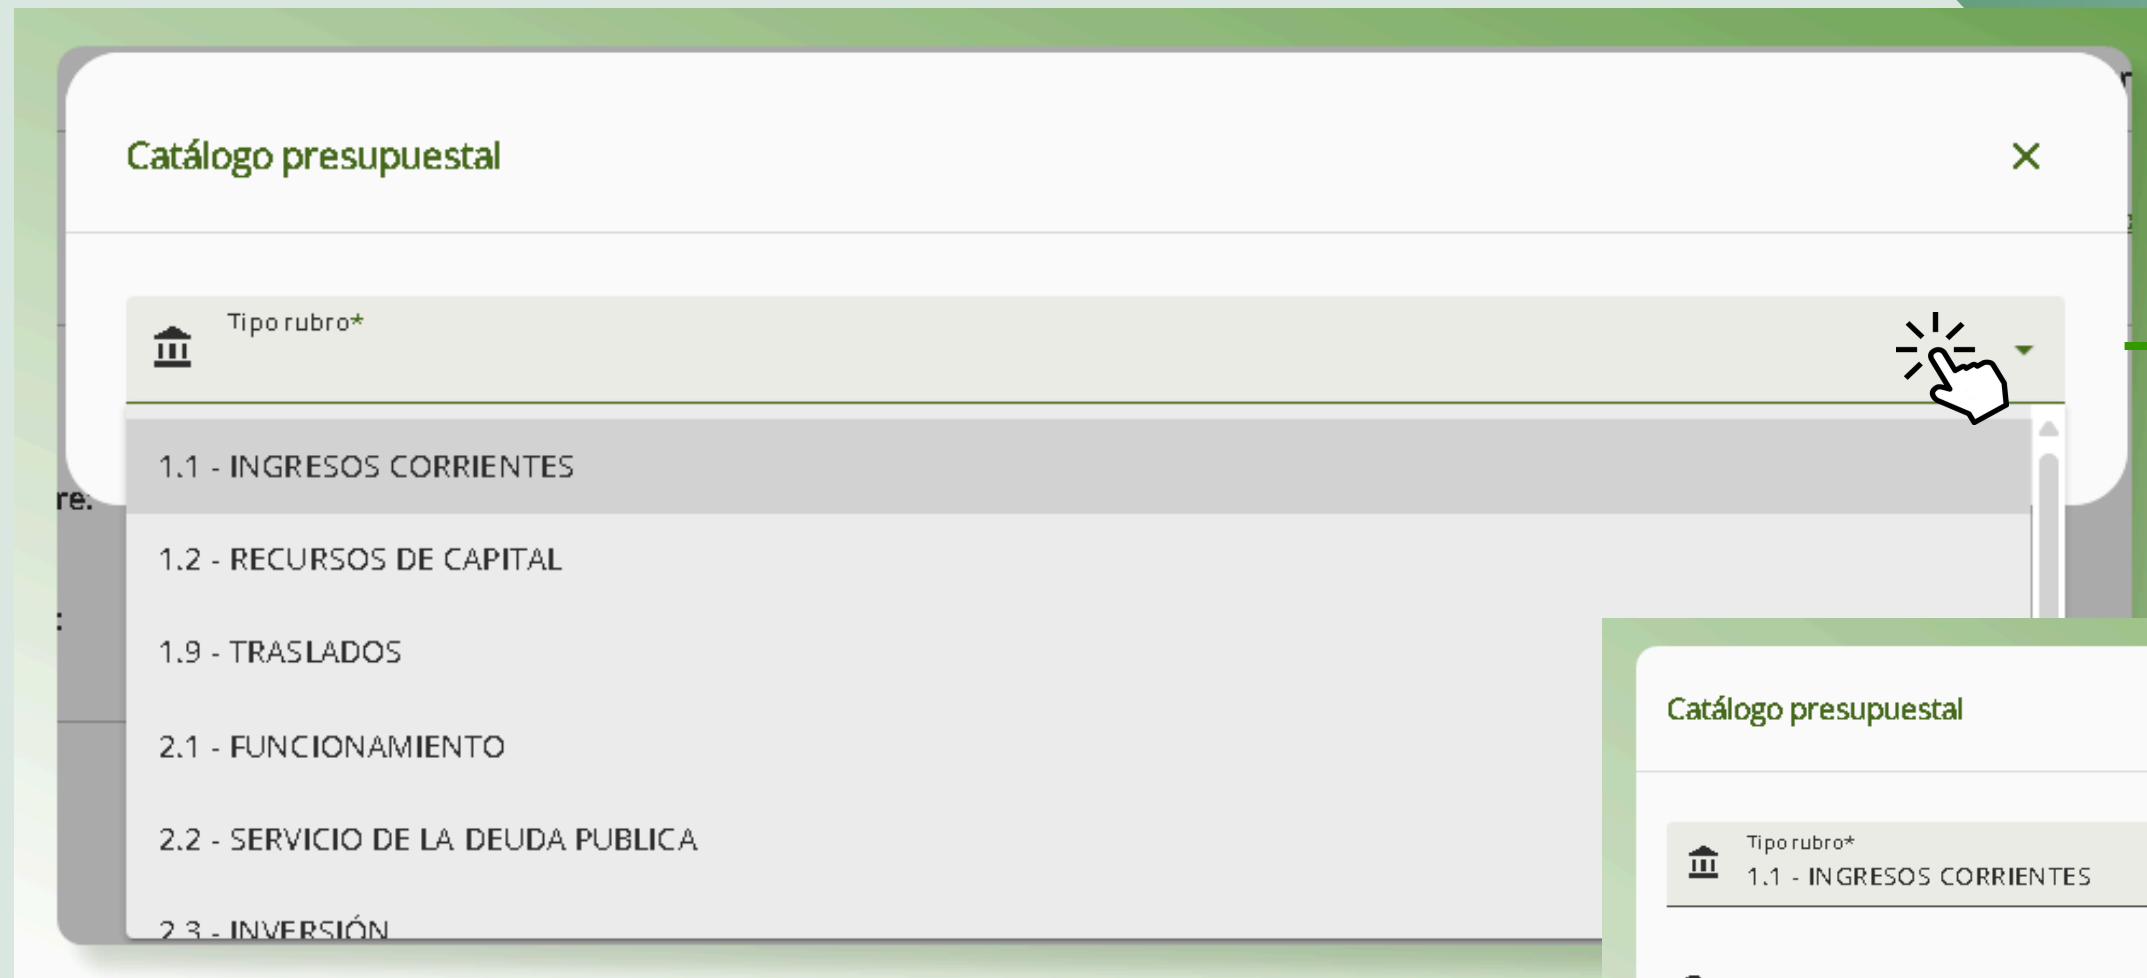 Catálogo presupuestal
Tipo rubro*
1.1 - INGRESOS CORRIENTES
re:
1.2 - RECURSOS DE CAPITAL
:
1.9 - TRASLADOS
2.1 - FUNCIONAMIENTO
2.2 - SERVICIO DE LA DEUDA PUBLICA
2.3 - INVERSIÓN
Catálogo presupuestal
Tipo rubro*
1.1 - INGRESOS CORRIENTES